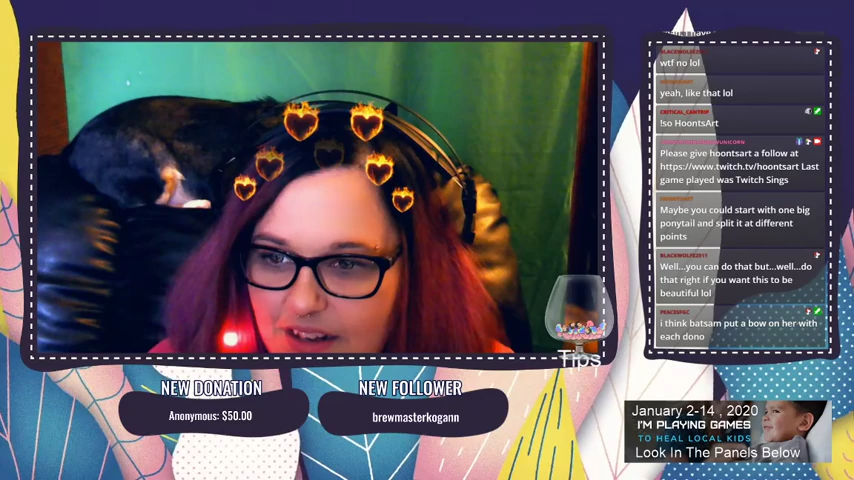 wtf no lol
yeah, like that lol
CRITICAL_CANTRIP
!so HoontsArt
Please give hoontsart a follow at
https://www.twitch.tv/hoontsart Last
game played was Twitch Sings
Maybe you could start with one big
ponytail and split it at different
points
BLACKWOLFE2011
Well...you can do that but...well...do
that right if you want this to be
beautiful lol
i think batsam put a bow on her with
each dono
Tips
NEW DONATION
Anonymous: $50.00
NEW FOLLOWER
brewmasterkogann
January 2-14 , 2020
I'M PLAYING GAMES
TO HEAL LOCAL KIDS
Look In The Panels Below